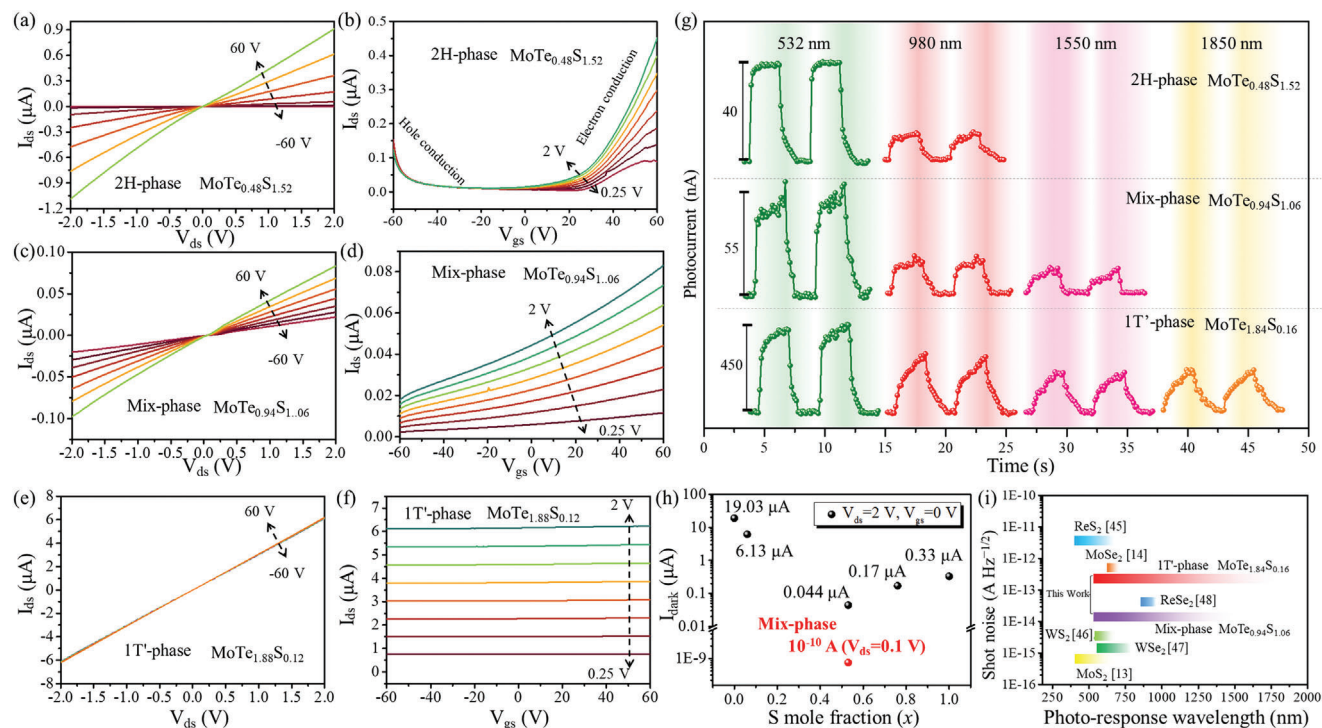 (a)
0.9
0.6
0.3
0.0
-0.3
-0.6
-0.9
-1.2
I_ds (μA)
60 V
-60 V
2H-phase MoTe0.48S1.52
-2.0 -1.5 -1.0 -0.5 0.0 0.5 1.0 1.5 2.0
V_ds (V)
(b)
0.5
0.4
0.3
0.2
0.1
0.0
I_ds (μA)
2H-phase MoTe0.48S1.52
Hole conduction
Electron conduction
2 V
0.25 V
-60 -40 -20 0 20 40 60
V_gs (V)
(c)
0.10
0.05
0.00
-0.05
-0.10
I_ds (μA)
60 V
-60 V
Mix-phase MoTe0.94S1.06
-2.0 -1.5 -1.0 -0.5 0.0 0.5 1.0 1.5 2.0
V_ds (V)
(d)
0.08
0.06
0.04
0.02
0.00
I_ds (μA)
Mix-phase MoTe0.94S1.06
2 V
0.25 V
-60 -40 -20 0 20 40 60
V_gs (V)
(e)
8
6
4
2
0
-2
-4
-6
I_ds (μA)
60 V
-60 V
1T'-phase MoTe1.88S0.12
-2.0 -1.5 -1.0 -0.5 0.0 0.5 1.0 1.5 2.0
V_ds (V)
(f)
7
6
5
4
3
2
1
0
I_ds (μA)
1T'-phase MoTe1.88S0.12
2 V
0.25 V
-60 -40 -20 0 20 40 60
V_gs (V)
(g)
532 nm 980 nm 1550 nm 1850 nm
2H-phase MoTe0.48S1.52
40
Mix-phase MoTe0.94S1.06
55
1T'-phase MoTe1.84S0.16
450
Photocurrent (nA)
0 5 10 15 20 25 30 35 40 45 50
Time (s)
(h)
100
10
1
0.1
0.01
1E-9
I_dark (μA)
V_ds=2 V, V_gs=0 V
19.03 μA
6.13 μA
0.044 μA
0.17 μA
0.33 μA
Mix-phase
10^-10 A (V_ds=0.1 V)
0.0 0.2 0.4 0.6 0.8 1.0
S mole fraction (x)
(i)
1E-10
1E-11
1E-12
1E-13
1E-14
1E-15
1E-16
Shot noise (A Hz^-1/2)
ReS2 [45]
MoSe2 [14]
1T'-phase MoTe1.84S0.16
This Work
ReSe2 [48]
Mix-phase MoTe0.94S1.06
WS2 [46]
WSe2 [47]
MoS2 [13]
250 500 750 1000 1250 1500 1750 2000
Photo-response wavelength (nm)